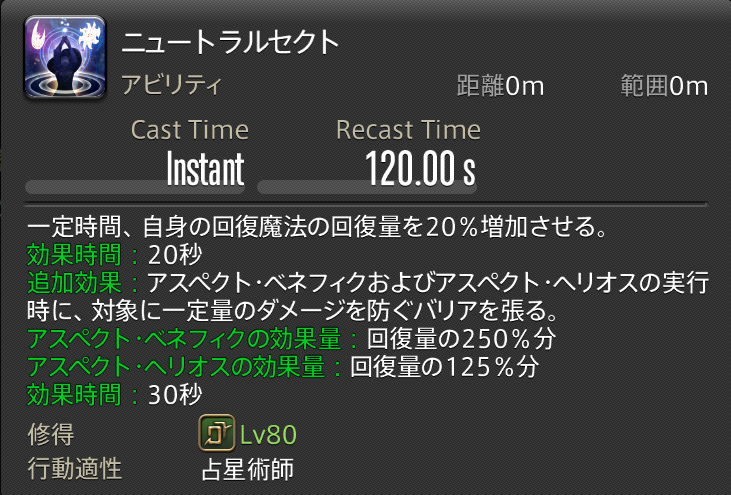 ニュートラルセクト
アビリティ 距離0m 範囲0m
Cast Time Recast Time
Instant 120.00 s
一定時間、自身の回復魔法の回復量を20%増加させる。
効果時間：20秒
追加効果：アスペクト・ベネフィクおよびアスペクト・ヘリオスの実行
時に、対象に一定量のダメージを防ぐバリアを張る。
アスペクト・ベネフィクの効果量：回復量の250%分
アスペクト・ヘリオスの効果量：回復量の125%分
効果時間：30秒
修得 Lv80
行動適性 占星術師